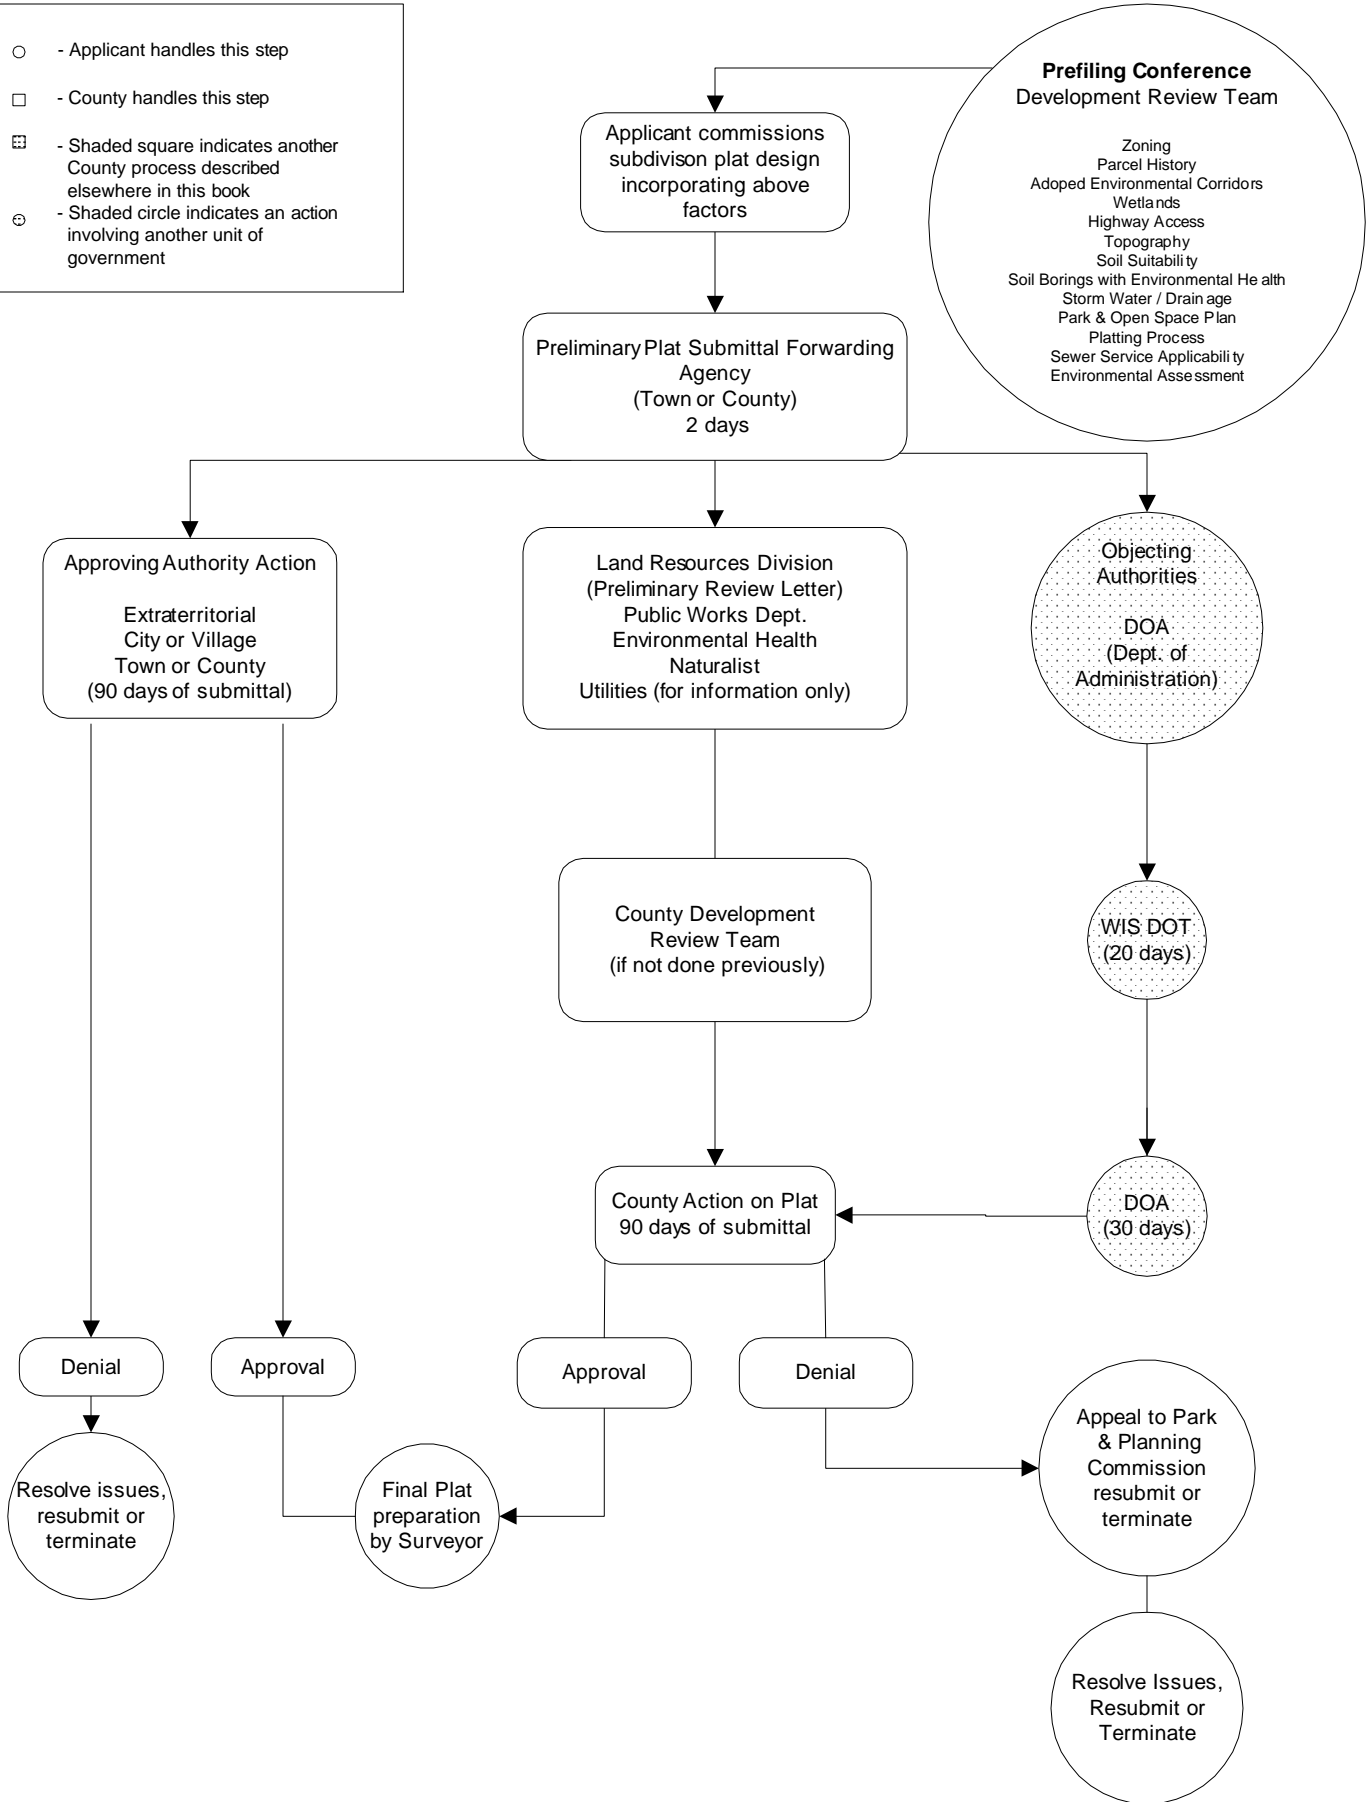 - Applicant handles this step
- County handles this step
- Shaded square indicates another
County process described
elsewhere in this book
- Shaded circle indicates an action
involving another unit of
government
Prefiling Conference
Development Review Team
Zoning
Parcel History
Adoped Environmental Corridors
Wetlands
Highway Access
Topography
Soil Suitability
Soil Borings with Environmental Health
Storm Water / Drainage
Park & Open Space Plan
Platting Process
Sewer Service Applicability
Environmental Assessment
Applicant commissions
subdivison plat design
incorporating above
factors
Preliminary Plat Submittal Forwarding
Agency
(Town or County)
2 days
Approving Authority Action
Extraterritorial
City or Village
Town or County
(90 days of submittal)
Land Resources Division
(Preliminary Review Letter)
Public Works Dept.
Environmental Health
Naturalist
Utilities (for information only)
Objecting
Authorities
DOA
(Dept. of
Administration)
County Development
Review Team
(if not done previously)
WIS DOT
(20 days)
County Action on Plat
90 days of submittal
DOA
(30 days)
Denial
Approval
Approval
Denial
Resolve issues,
resubmit or
terminate
Final Plat
preparation
by Surveyor
Appeal to Park
& Planning
Commission
resubmit or
terminate
Resolve Issues,
Resubmit or
Terminate